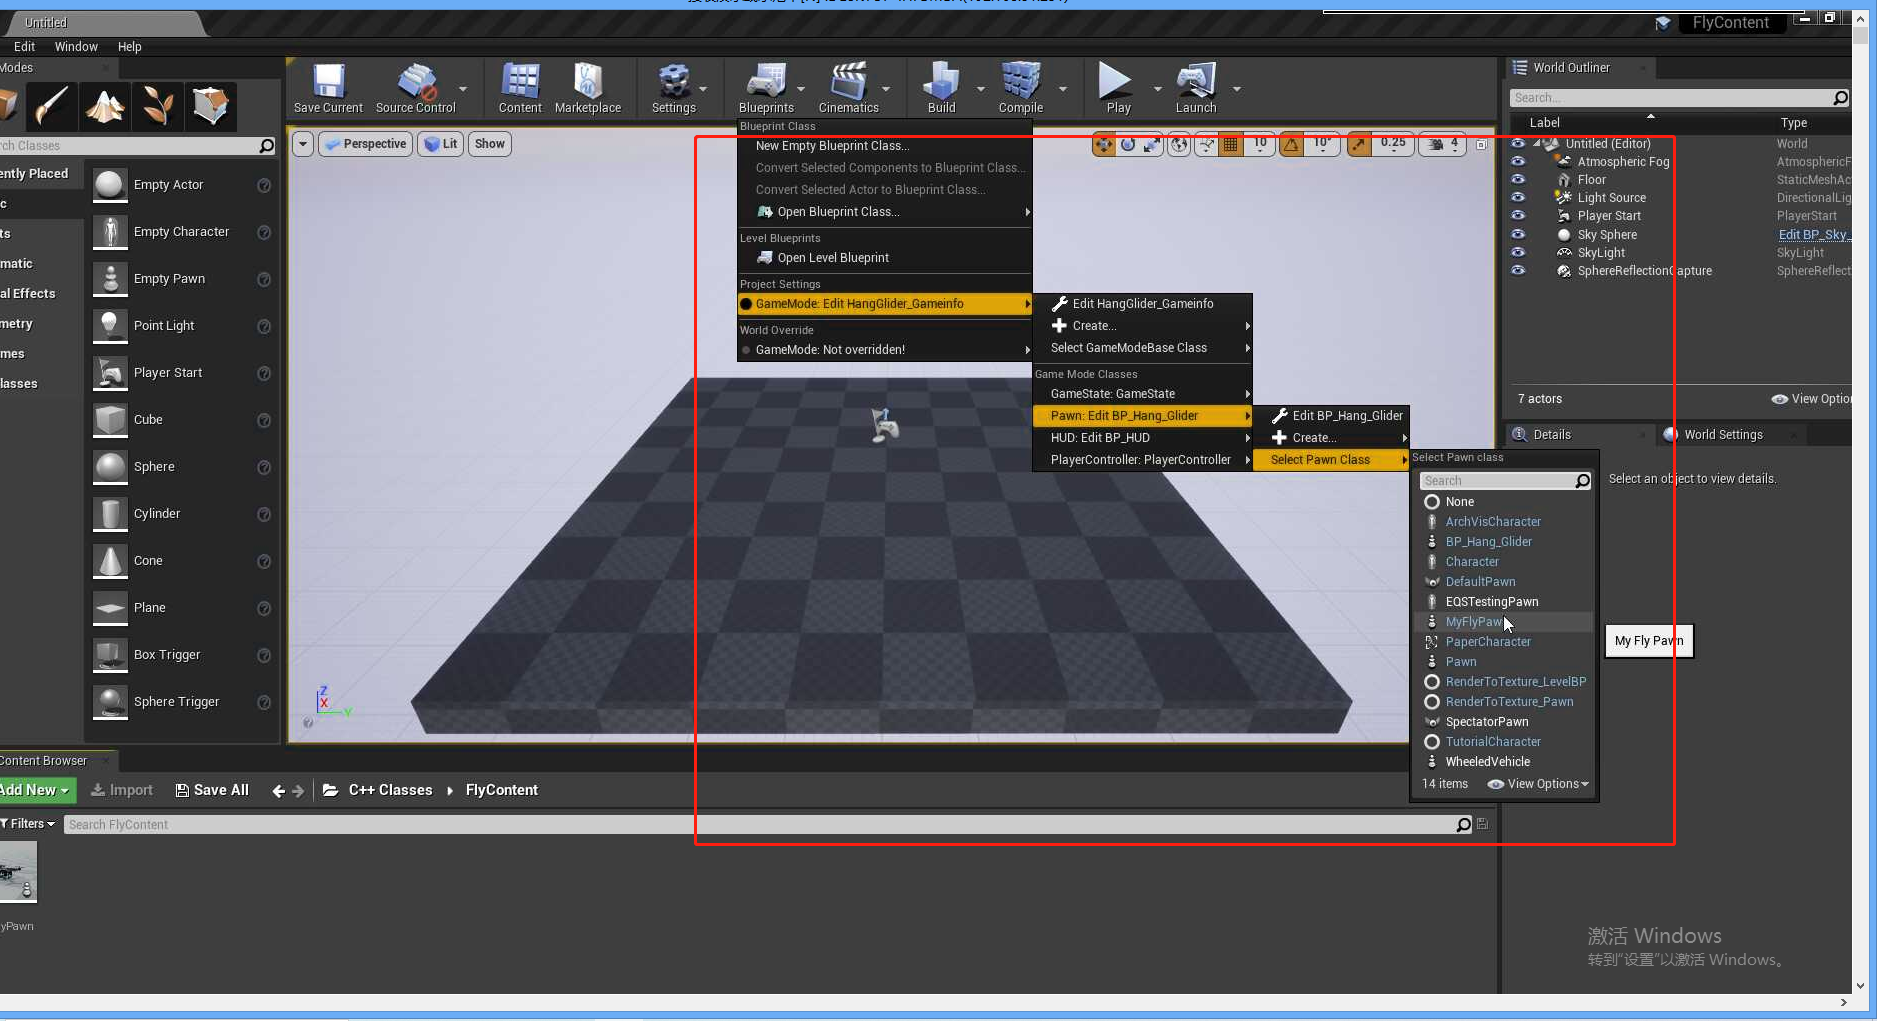 Untitled
FlyContent
Edit Window Help
Modes
Save Current
Source Control
Content
Marketplace
Settings
Blueprints
Cinematics
Build
Compile
Play
Launch
World Outliner
Search...
Label
Type
Untitled (Editor) World
Atmospheric Fog AtmosphericF
Floor StaticMeshAc
Light Source DirectionalLig
Player Start PlayerStart
Sky Sphere Edit BP_Sky_
SkyLight SkyLight
SphereReflectionCapture SphereReflect
7 actors
View Optio
Details
World Settings
Select an object to view details.
rch Classes
ently Placed
c
ts
matic
al Effects
metry
mes
lasses
Empty Actor
Empty Character
Empty Pawn
Point Light
Player Start
Cube
Sphere
Cylinder
Cone
Plane
Box Trigger
Sphere Trigger
Perspective
Lit
Show
10
10°
0.25
4
Blueprint Class
New Empty Blueprint Class...
Convert Selected Components to Blueprint Class...
Convert Selected Actor to Blueprint Class...
Open Blueprint Class...
Level Blueprints
Open Level Blueprint
Project Settings
GameMode: Edit HangGlider_Gameinfo
World Override
GameMode: Not overridden!
Edit HangGlider_Gameinfo
Create...
Select GameModeBase Class
Game Mode Classes
GameState: GameState
Pawn: Edit BP_Hang_Glider
HUD: Edit BP_HUD
PlayerController: PlayerController
Edit BP_Hang_Glider
Create...
Select Pawn Class
Select Pawn class
Search
None
ArchVisCharacter
BP_Hang_Glider
Character
DefaultPawn
EQSTestingPawn
MyFlyPaw
PaperCharacter
Pawn
RenderToTexture_LevelBP
RenderToTexture_Pawn
SpectatorPawn
TutorialCharacter
WheeledVehicle
14 items
View Options
My Fly Pawn
Z
X
Y
Content Browser
Add New
Import
Save All
C++ Classes
FlyContent
Filters
Search FlyContent
yPawn
激活 Windows
转到“设置”以激活 Windows。